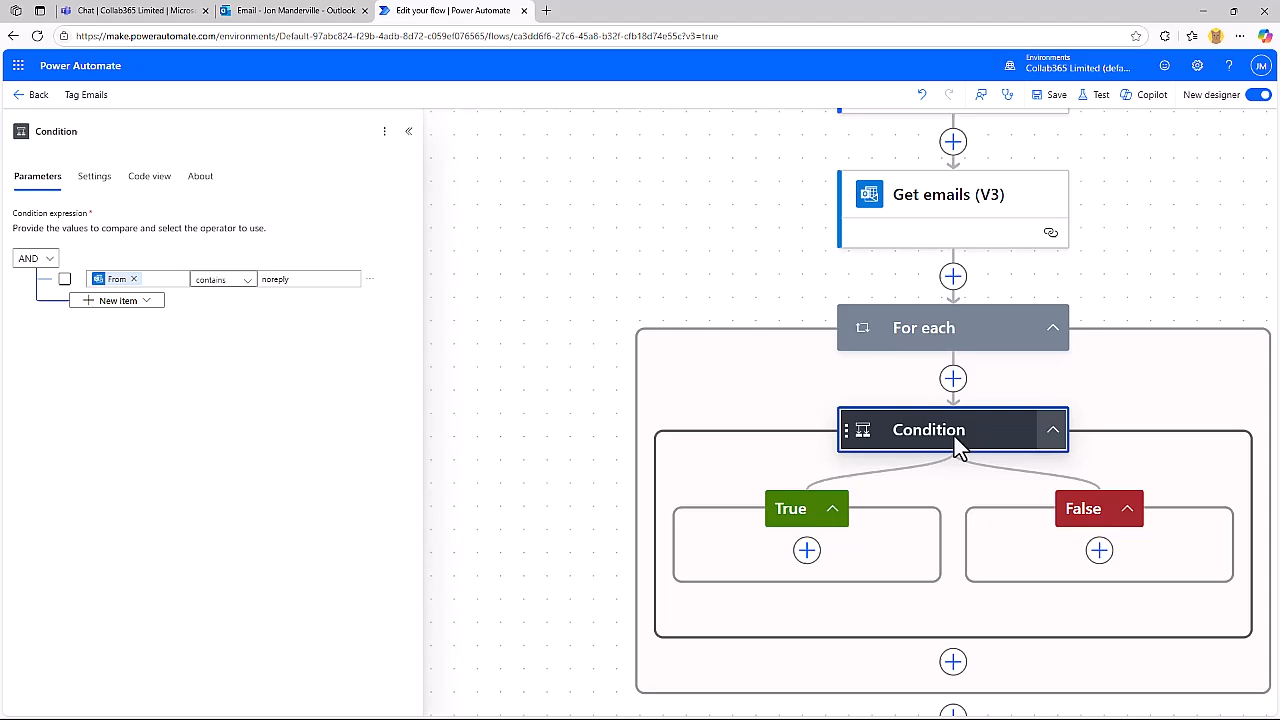 Chat | Collab365 Limited | Micros
Email - Jon Manderville - Outlook
Edit your flow | Power Automate
https://make.powerautomate.com/environments/Default-97abc824-f29b-4adb-8d72-c059ef076565/flows/ca3dd6f6-27c6-45a8-b32f-cfb18d74e55c?v3=true
Power Automate
Environments
Collab365 Limited (defa...
JM
Back
Tag Emails
Save
Test
Copilot
New designer
Condition
Parameters
Settings
Code view
About
Condition expression *
Provide the values to compare and select the operator to use.
AND
From
contains
noreply
New item
Get emails (V3)
For each
Condition
True
False